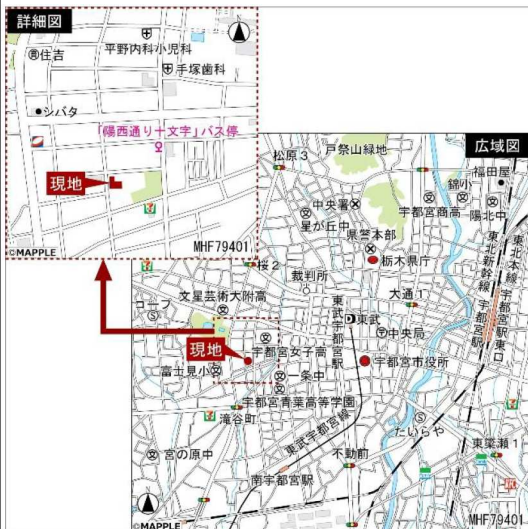 詳細図
N
平野内科小児科
住吉
手塚歯科
シバタ
「陽西通り十文字」バス停
現地
MHF79401
©MAPPLE
広域図
松原3
戸祭山緑地
福田屋
錦小
中央署
宇都宮商高
陽北中
星が丘中
県警本部
栃木県庁
東北新幹線
東北本線
宇都宮駅
宇都宮駅東口
桜2
裁判所
大通1
コープ
文星芸術大附高
東武宇都宮駅
東武
中央局
現地
宇都宮女子高
宇都宮市役所
富士見小
一条中
宇都宮青葉高等学園
滝谷町
東武宇都宮線
たいらや
東簗瀬1
宮の原中
不動前
南宇都宮駅
MHF79401
©MAPPLE